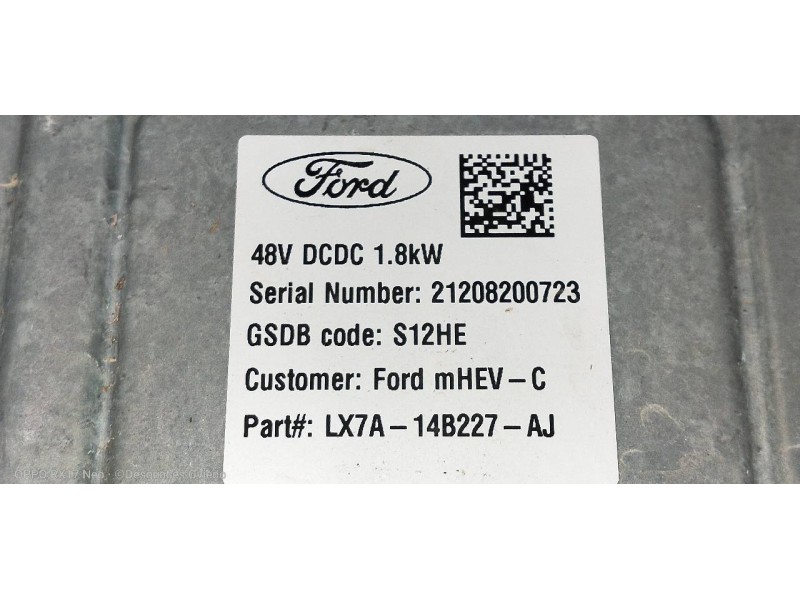 Ford
48V DCDC 1.8kW
Serial Number: 21208200723
GSDB code: S12HE
Customer: Ford mHEV-C
Part#: LX7A-14B227-AJ